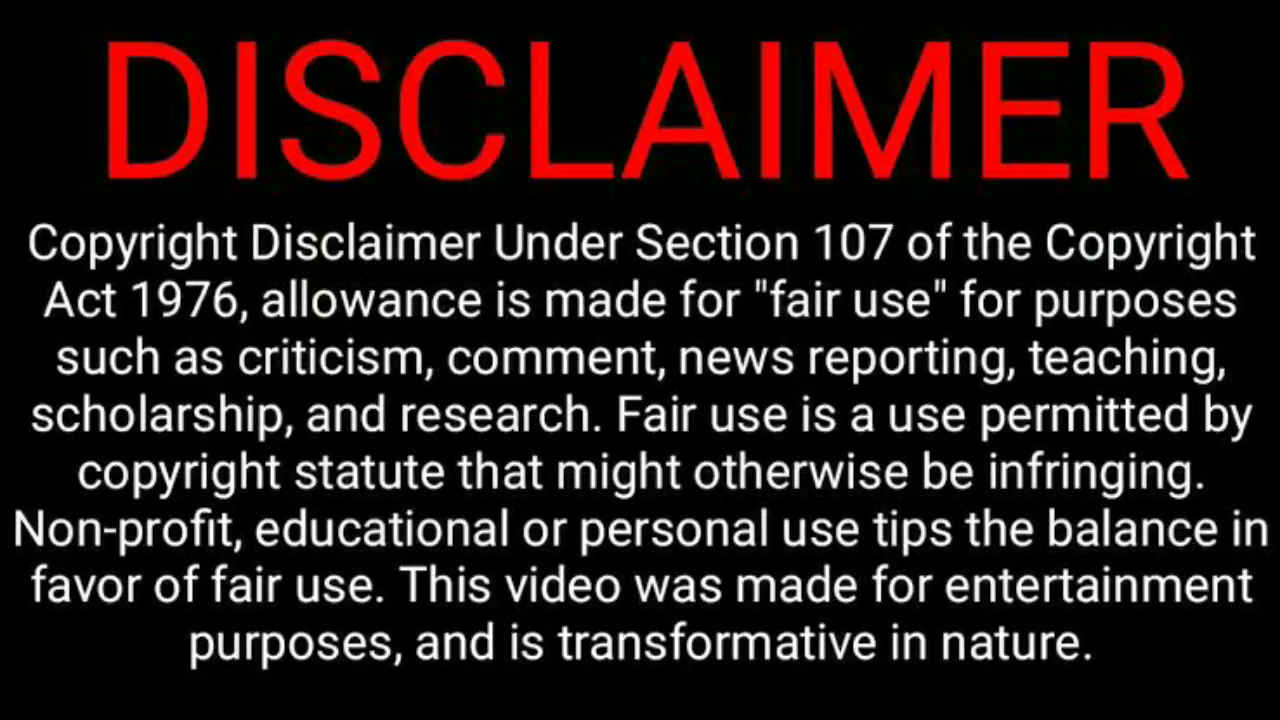 DISCLAIMER
Copyright Disclaimer Under Section 107 of the Copyright
Act 1976, allowance is made for "fair use" for purposes
such as criticism, comment, news reporting, teaching,
scholarship, and research. Fair use is a use permitted by
copyright statute that might otherwise be infringing.
Non-profit, educational or personal use tips the balance in
favor of fair use. This video was made for entertainment
purposes, and is transformative in nature.